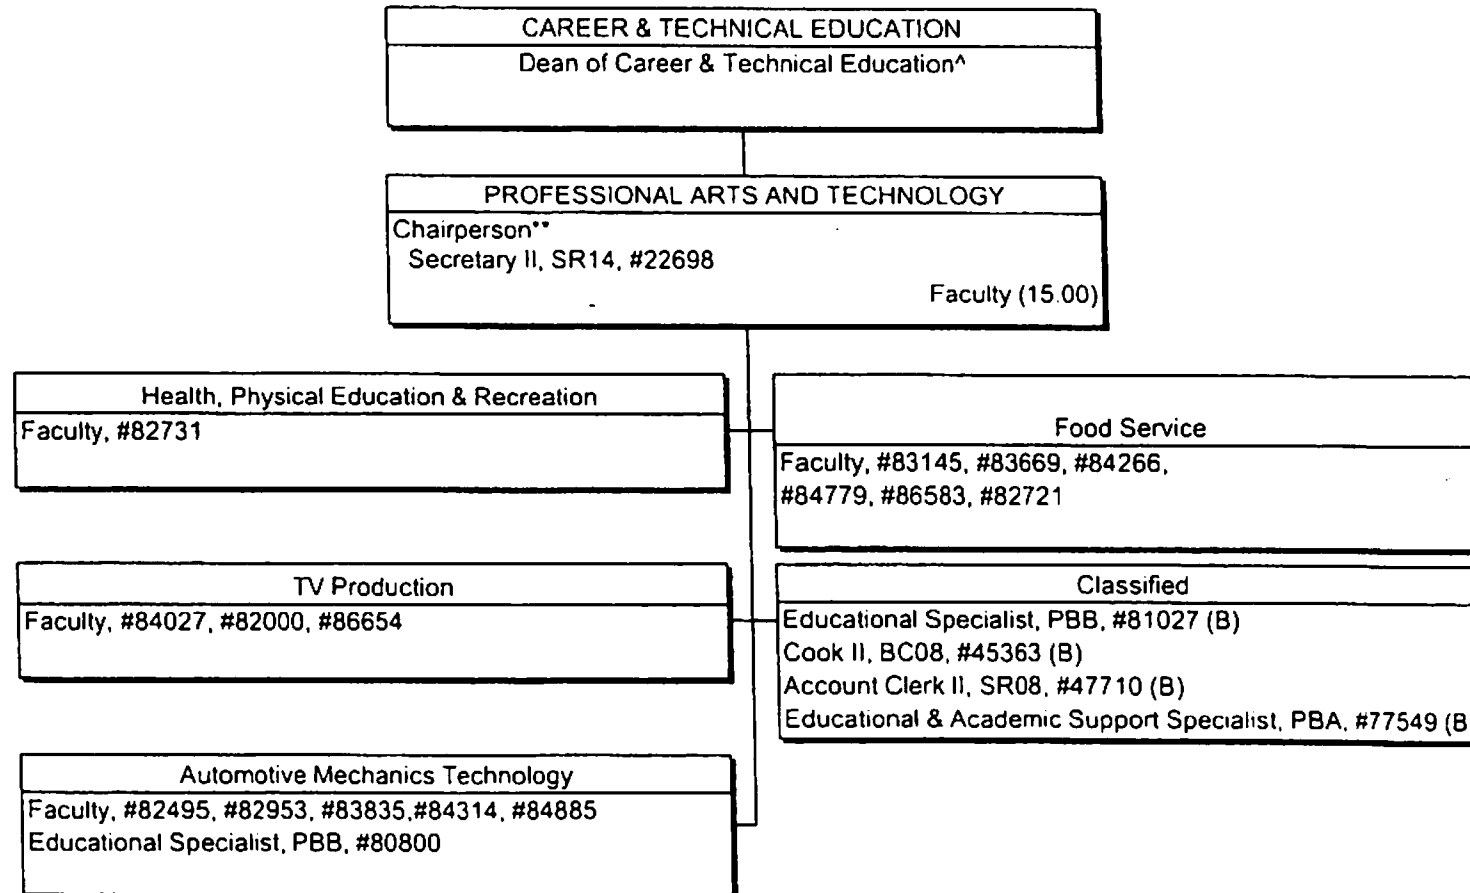 CAREER & TECHNICAL EDUCATION
Dean of Career & Technical Education^
PROFESSIONAL ARTS AND TECHNOLOGY
Chairperson**
Secretary II, SR14, #22698
Faculty (15.00)
Health, Physical Education & Recreation
Faculty, #82731
Food Service
Faculty, #83145, #83669, #84266,
#84779, #86583, #82721
TV Production
Faculty, #84027, #82000, #86654
Classified
Educational Specialist, PBB, #81027 (B)
Cook II, BC08, #45363 (B)
Account Clerk II, SR08, #47710 (B)
Educational & Academic Support Specialist, PBA, #77549 (B
Automotive Mechanics Technology
Faculty, #82495, #82953, #83835,#84314, #84885
Educational Specialist, PBB, #80800